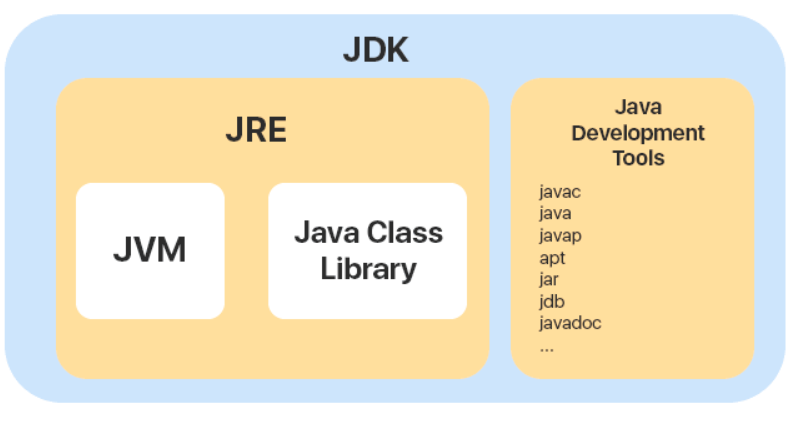 JDK
JRE
JVM
Java Class
Library
Java
Development
Tools
javac
java
javap
apt
jar
jdb
javadoc
...